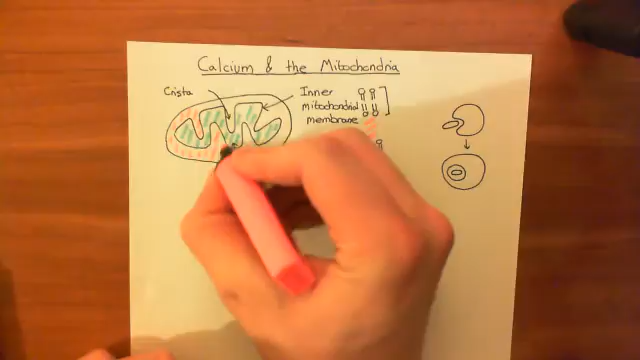 Calcium & the Mitochondria
Crista
Inner
mitochondrial
membrane